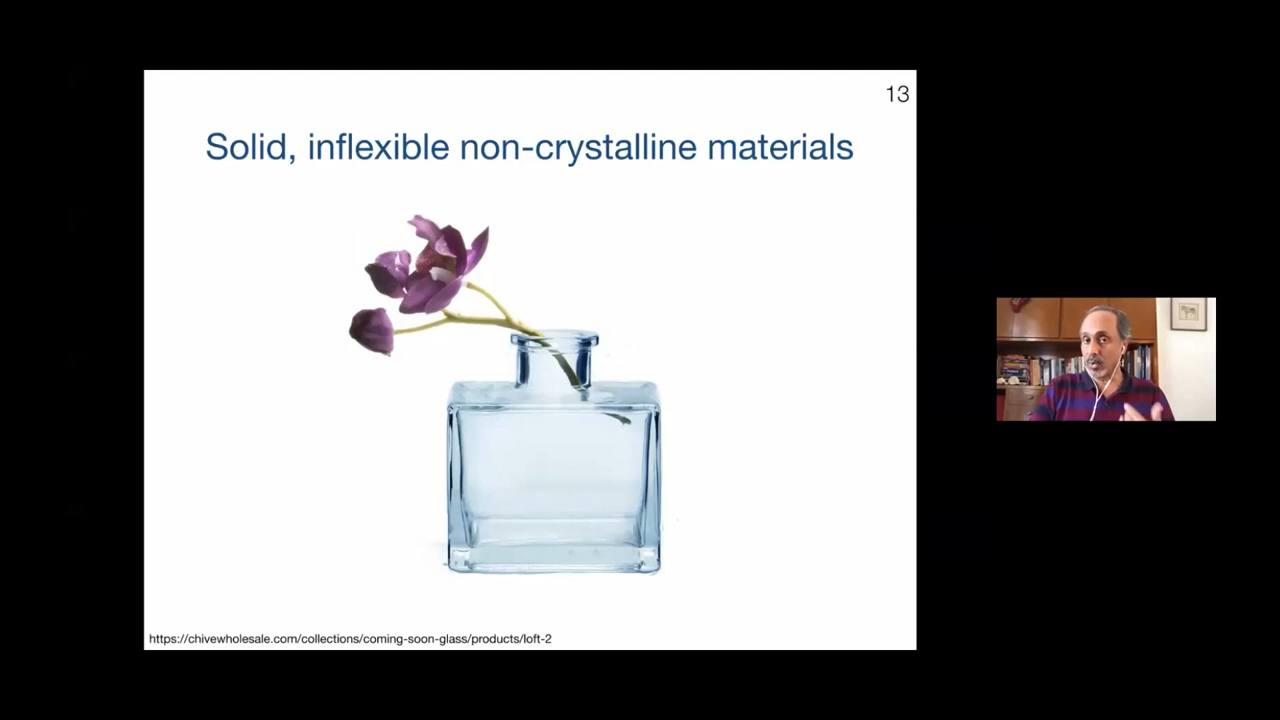 13
Solid, inflexible non-crystalline materials
https://chivewholesale.com/collections/coming-soon-glass/products/loft-2